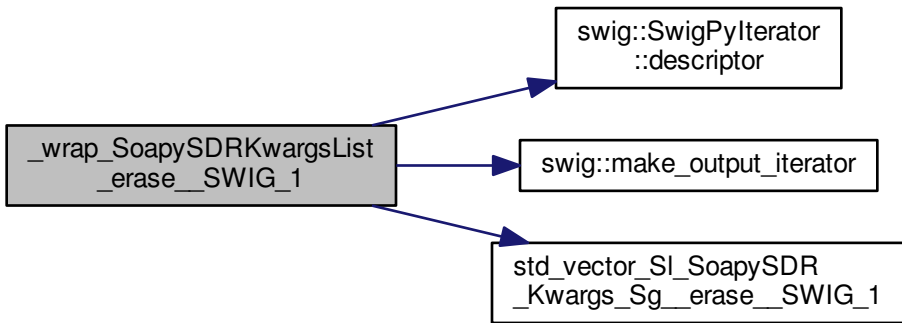 _wrap_SoapySDRKwargsList
_erase__SWIG_1
swig::SwigPyIterator
::descriptor
swig::make_output_iterator
std_vector_Sl_SoapySDR
_Kwargs_Sg__erase__SWIG_1